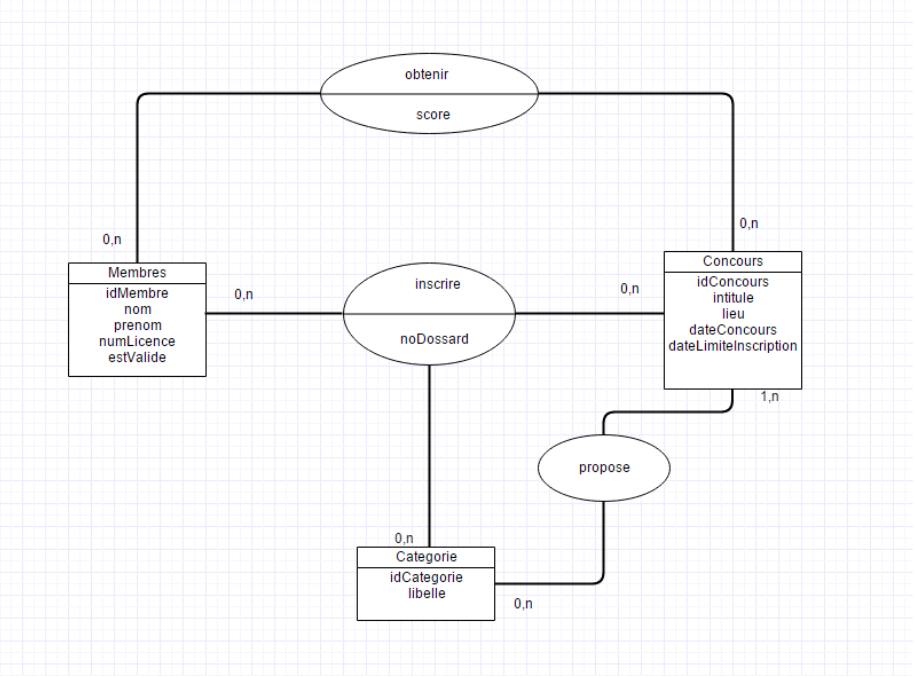 obtenir
score
0,n
0,n
Membres
idMembre
nom
prenom
numLicence
estValide
0,n
inscrire
noDossard
0,n
Concours
idConcours
intitule
lieu
dateConcours
dateLimiteInscription
1,n
propose
0,n
Categorie
idCategorie
libelle
0,n